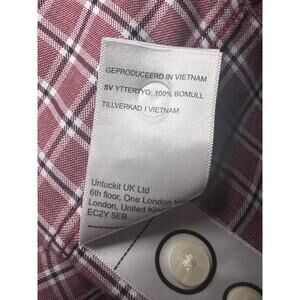 GEPRODUCEERD IN VIETNAM
SV YTTERTYG: 100% BOMULL
TILLVERKAD I VIETNAM
Untuckit UK Ltd
6th floor, One London
London, United
EC2Y 5EB.